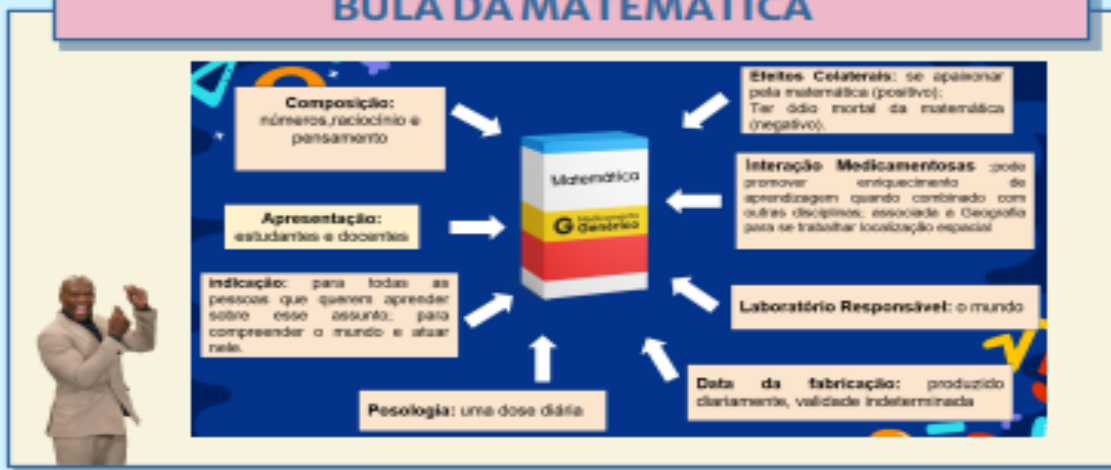 BULA DA MATEMÁTICA
Composição:
números,raciocínio e
pensamento
Apresentação:
estudantes e docentes
Indicação: para todas as
pessoas que querem aprender
sobre esse assunto; para
compreender o mundo e atuar
nele.
Posologia: uma dose diária
Matemática
G Medicamento
Genérico
Efeitos Colaterais: se apaixonar
pela matemática (positivo);
Ter ódio mortal da matemática
(negativo).
Interação Medicamentosas :pode
promover enriquecimento de
aprendizagem quando combinado com
outras disciplinas; associada a Geografia
para se trabalhar localização espacial
Laboratório Responsável: o mundo
Data da fabricação: produzido
diariamente, validade indeterminada